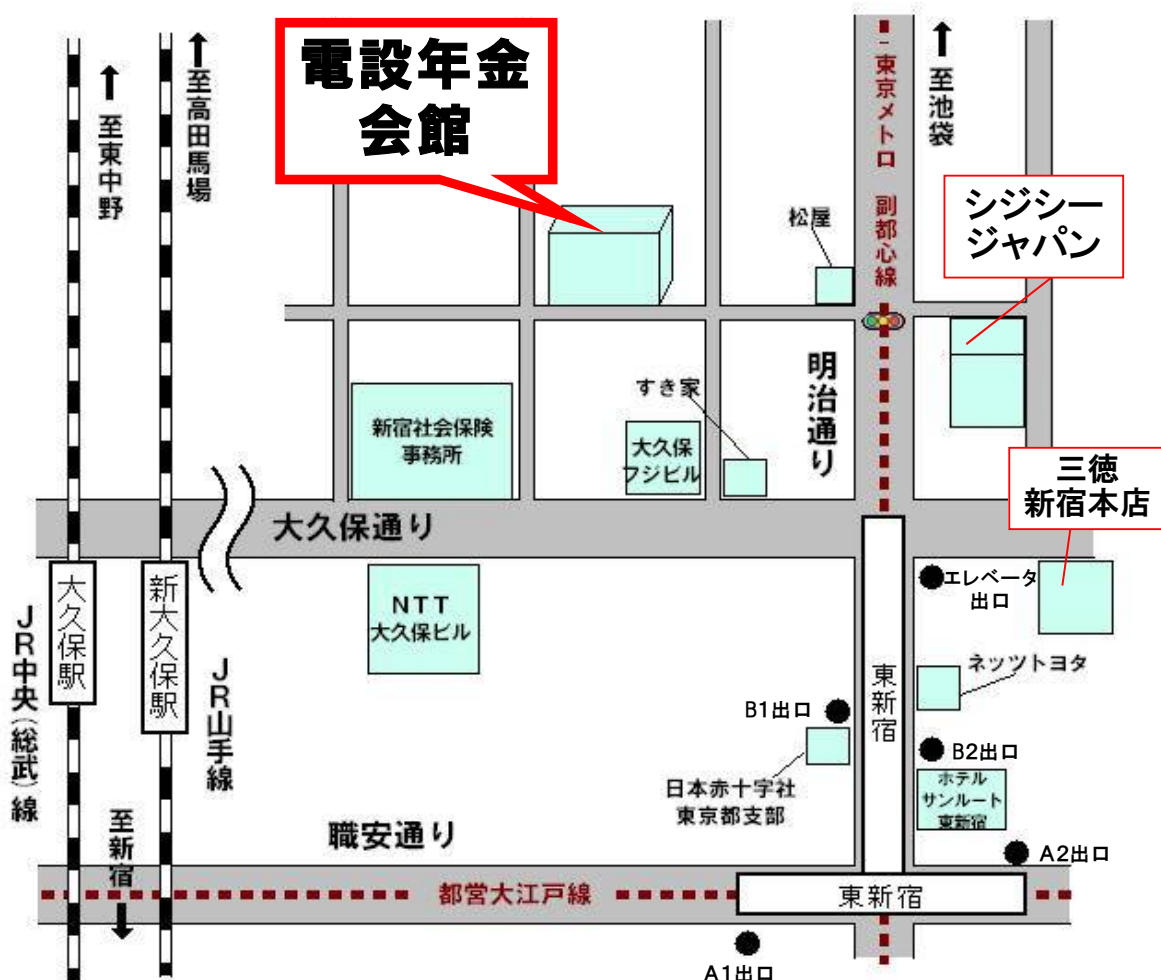 電設年金
会館
至東中野
至高田馬場
東京メトロ 副都心線
至池袋
シジシー
ジャパン
松屋
明治通り
すき家
新宿社会保険
事務所
大久保
フジビル
三徳
新宿本店
大久保通り
エレベータ
出口
大久保駅
新大久保駅
NTT
大久保ビル
JR中央(総武)線
JR山手線
東新宿
ネッツトヨタ
B1出口
B2出口
日本赤十字社
東京都支部
ホテル
サンルート
東新宿
至新宿
職安通り
A2出口
都営大江戸線
東新宿
A1出口